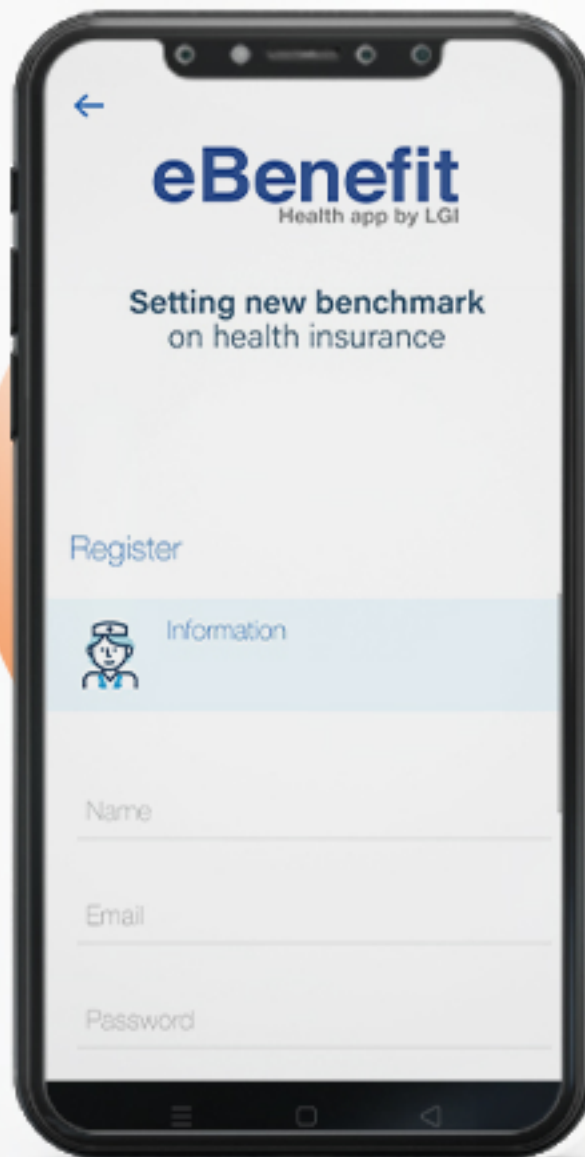 eBenefit
Health app by LGI
Setting new benchmark
on health insurance
Register
Information
Name
Email
Password